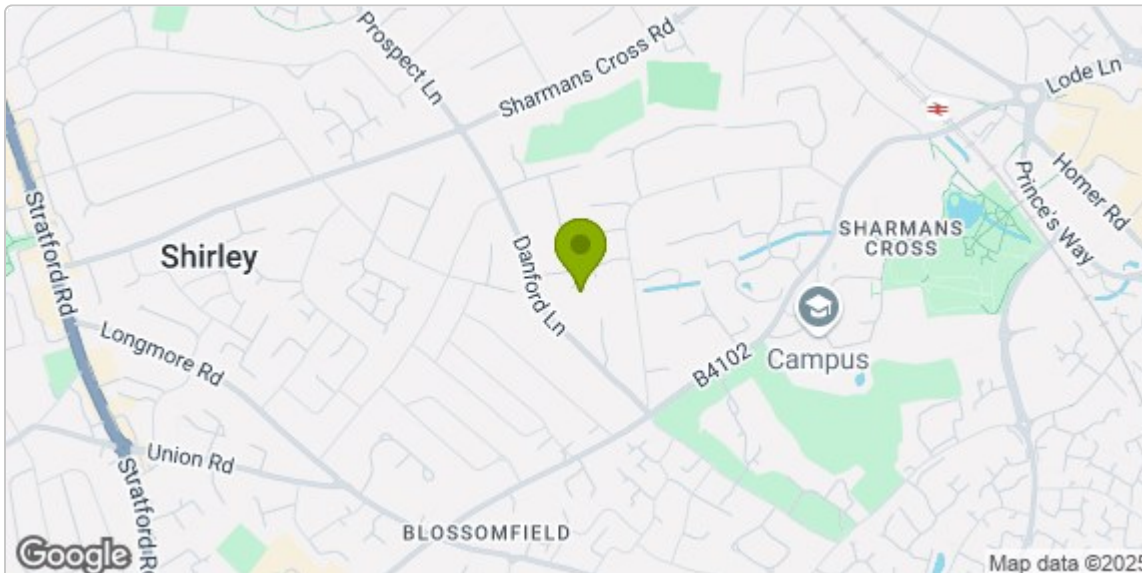 Prospect Ln
Sharmans Cross Rd
Lode Ln
Homer Rd
Prince's Way
SHARMANS
CROSS
Stratford Rd
Shirley
Danford Ln
Longmore Rd
B4102
Campus
Union Rd
Stratford Rd
BLOSSOMFIELD
Google
Map data ©2025